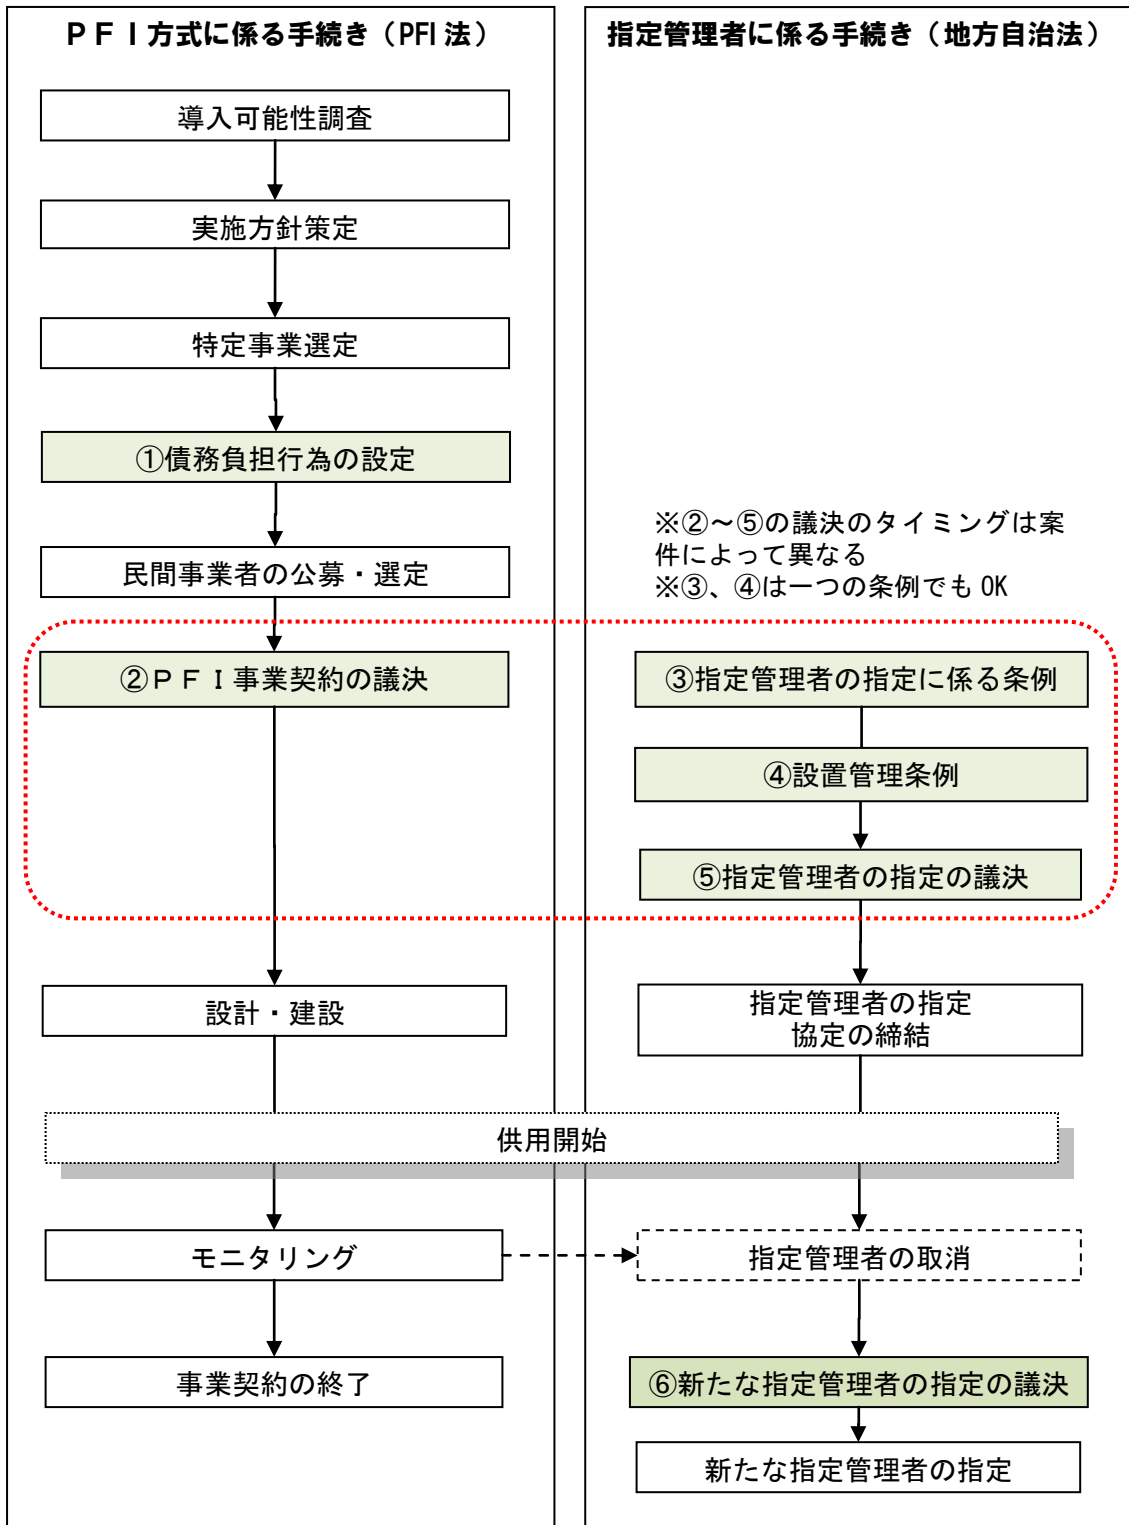 ＰＦＩ方式に係る手続き（PFI 法）
導入可能性調査
実施方針策定
特定事業選定
①債務負担行為の設定
民間事業者の公募・選定
②ＰＦＩ事業契約の議決
設計・建設
指定管理者に係る手続き（地方自治法）
※②～⑤の議決のタイミングは案
件によって異なる
※③、④は一つの条例でも OK
③指定管理者の指定に係る条例
④設置管理条例
⑤指定管理者の指定の議決
指定管理者の指定
協定の締結
供用開始
モニタリング
事業契約の終了
指定管理者の取消
⑥新たな指定管理者の指定の議決
新たな指定管理者の指定